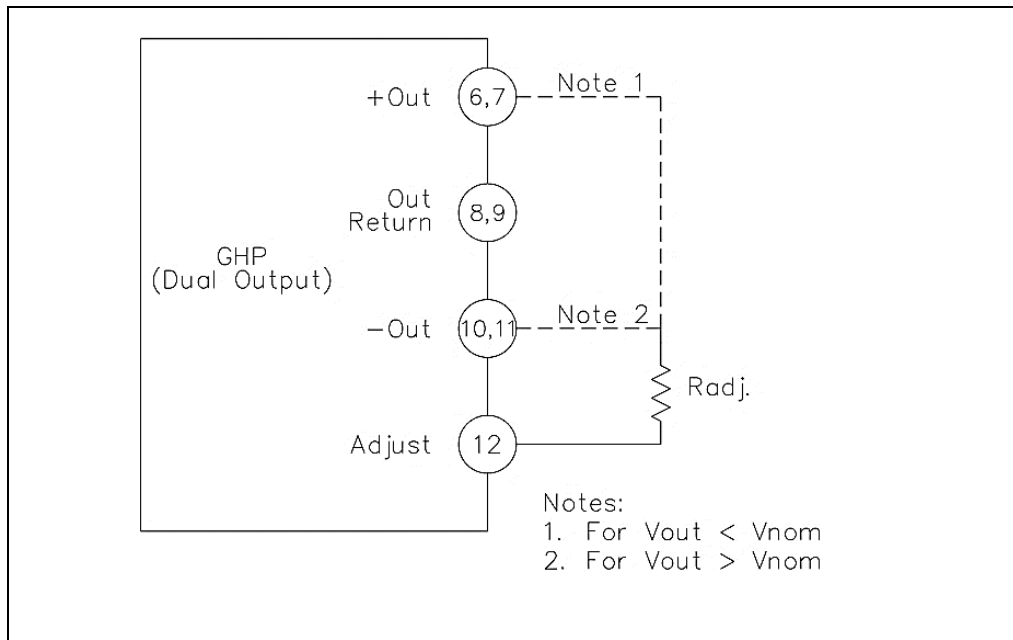 +Out
6,7
Note 1
Out
Return
8,9
GHP
(Dual Output)
-Out
10,11
Note 2
Radj.
Adjust
12
Notes:
1. For Vout < Vnom
2. For Vout > Vnom